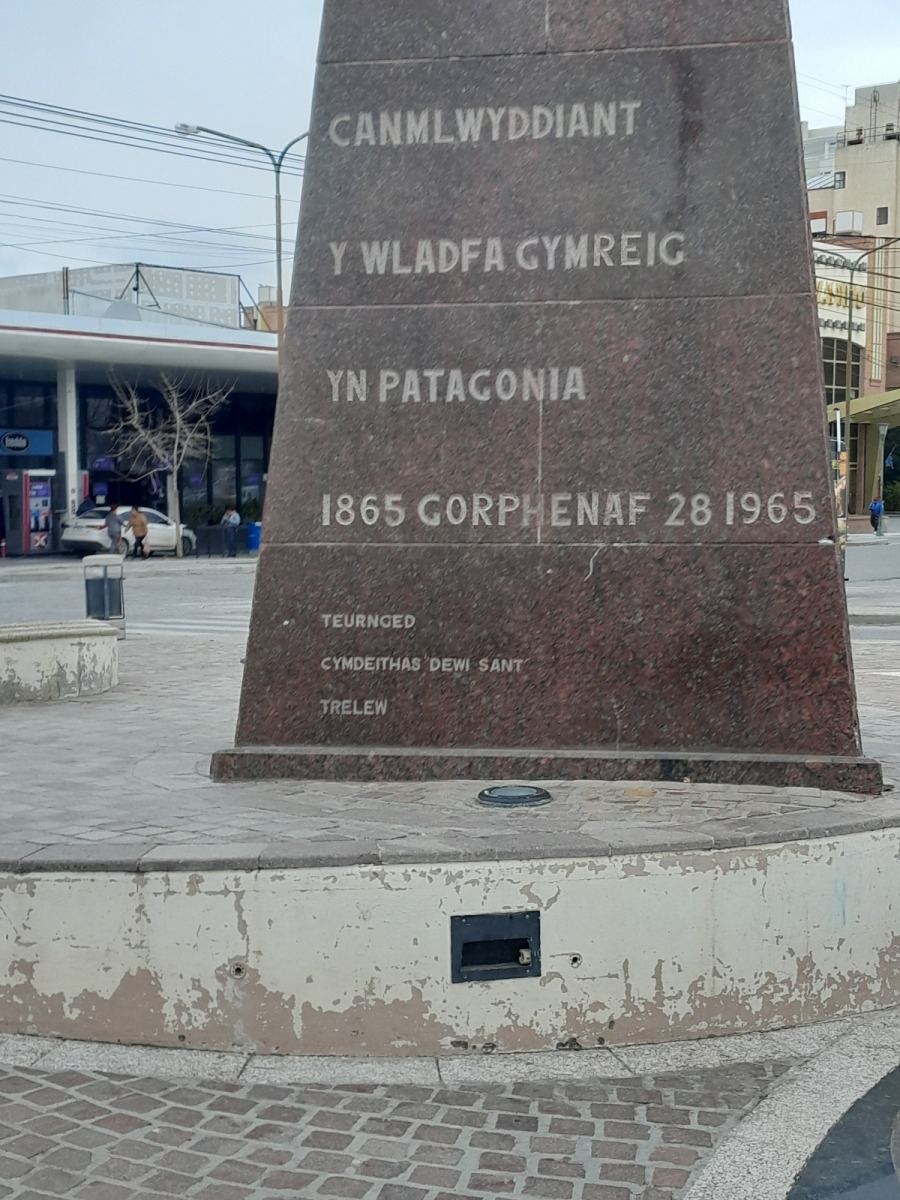 CANMLWYDDIANT
Y WLADFA GYMREIG
YN PATAGONIA
1865 GORPHENAF 28 1965
TEURNGED
CYMDEITHAS DEWI SANT
TRELEW